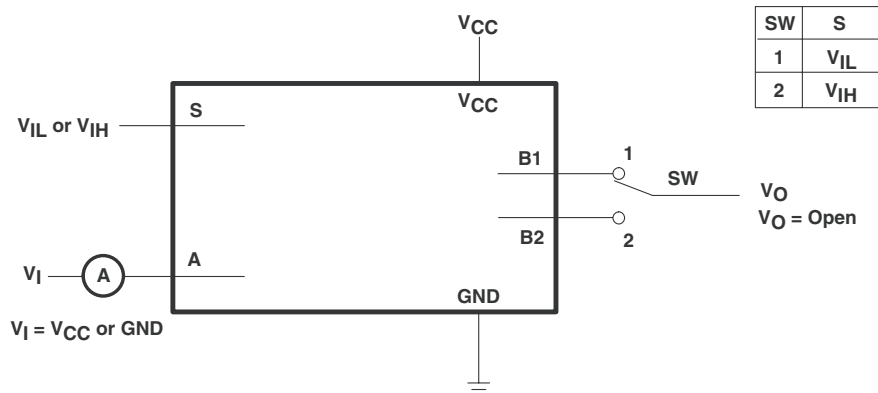 VCC
SW S
1 VIL
2 VIH
VCC
S
VIL or VIH
B1
1
SW
VO
VO = Open
B2
2
VI
A
A
GND
VI = VCC or GND